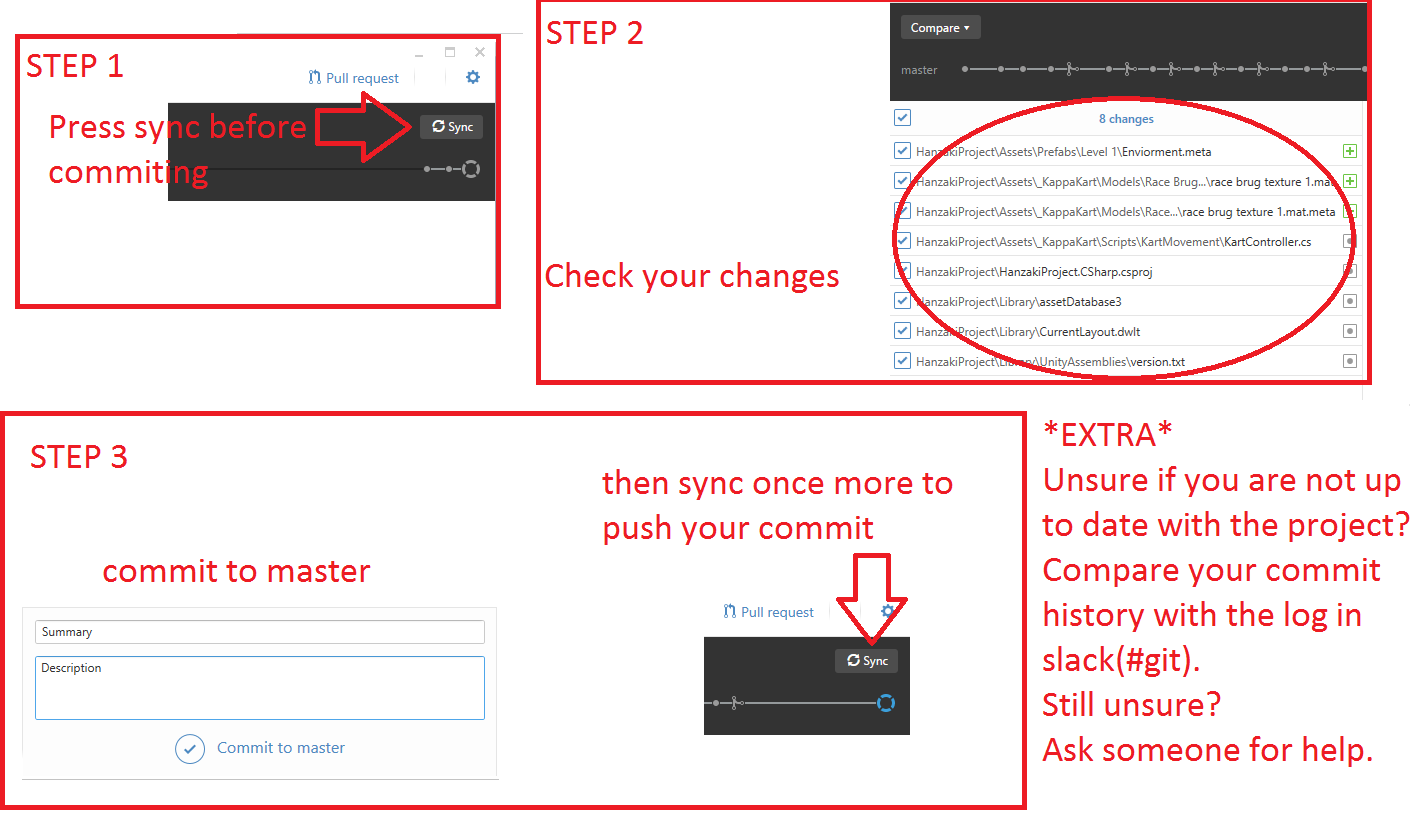 STEP 1
Pull request
Press sync before
commiting
Sync
STEP 2
Compare
master
8 changes
HanzakiProject\Assets\Prefabs\Level 1\Enviorment.meta
HanzakiProject\Assets\_KappaKart\Models\Race Brug...\race brug texture 1.mat
HanzakiProject\Assets\_KappaKart\Models\Race...\race brug texture 1.mat.meta
HanzakiProject\Assets\_KappaKart\Scripts\KartMovement\KartController.cs
HanzakiProject\HanzakiProject.CSharp.csproj
HanzakiProject\Library\assetDatabase3
HanzakiProject\Library\CurrentLayout.dwlt
HanzakiProject\Library\UnityAssemblies\version.txt
Check your changes
STEP 3
commit to master
Summary
Description
Commit to master
then sync once more to
push your commit
Pull request
Sync
*EXTRA*
Unsure if you are not up
to date with the project?
Compare your commit
history with the log in
slack(#git).
Still unsure?
Ask someone for help.